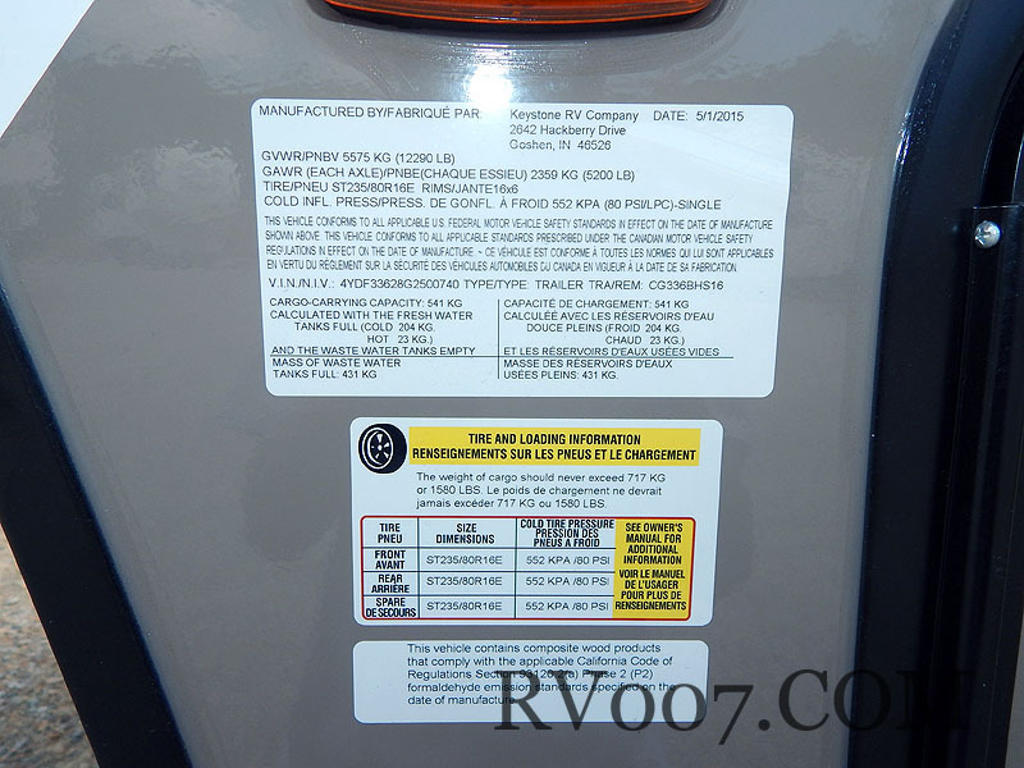 MANUFACTURED BY/FABRIQUÉ PAR: Keystone RV Company DATE: 5/1/2015
2642 Hackberry Drive
Goshen, IN 46526
GVWR/PNBV 5575 KG (12290 LB)
GAWR (EACH AXLE)/PNBE(CHAQUE ESSIEU) 2359 KG (5200 LB)
TIRE/PNEU ST235/80R16E RIMS/JANTE16x6
COLD INFL. PRESS/PRESS. DE GONFL. À FROID 552 KPA (80 PSI/LPC)-SINGLE
THIS VEHICLE CONFORMS TO ALL APPLICABLE U.S. FEDERAL MOTOR VEHICLE SAFETY STANDARDS IN EFFECT ON THE DATE OF MANUFACTURE
SHOWN ABOVE. THIS VEHICLE CONFORMS TO ALL APPLICABLE STANDARDS PRESCRIBED UNDER THE CANADIAN MOTOR VEHICLE SAFETY
REGULATIONS IN EFFECT ON THE DATE OF MANUFACTURE. ~ CE VEHICULE EST CONFORME À TOUTES LES NORMES QUI LUI SONT APPLICABLES
EN VERTU DU RÈGLEMENT SUR LA SÉCURITÉ DES VÉHICULES AUTOMOBILES DU CANADA EN VIGUEUR À LA DATE DE SA FABRICATION.
V.I.N./N.I.V.: 4YDF33628G2500740 TYPE/TYPE: TRAILER TRA/REM: CG336BHS16
CARGO-CARRYING CAPACITY: 541 KG
CALCULATED WITH THE FRESH WATER
TANKS FULL (COLD 204 KG.
HOT 23 KG.)
AND THE WASTE WATER TANKS EMPTY
MASS OF WASTE WATER
TANKS FULL: 431 KG
CAPACITÉ DE CHARGEMENT: 541 KG
CALCULÉE AVEC LES RÉSERVOIRS D'EAU
DOUCE PLEINS (FROID 204 KG.
CHAUD 23 KG.)
ET LES RÉSERVOIRS D'EAUX USÉES VIDES
MASSE DES RÉSERVOIRS D'EAUX
USÉES PLEINS: 431 KG.
TIRE AND LOADING INFORMATION
RENSEIGNEMENTS SUR LES PNEUS ET LE CHARGEMENT
The weight of cargo should never exceed 717 KG
or 1580 LBS. Le poids de chargement ne devrait
jamais excéder 717 KG ou 1580 LBS.
TIRE
PNEU
SIZE
DIMENSIONS
COLD TIRE PRESSURE
PRESSION DES
PNEUS A FROID
FRONT
AVANT
ST235/80R16E 552 KPA /80 PSI
REAR
ARRIÈRE
ST235/80R16E 552 KPA /80 PSI
SPARE
DE SECOURS
ST235/80R16E 552 KPA /80 PSI
SEE OWNER'S
MANUAL FOR
ADDITIONAL
INFORMATION
VOIR LE MANUEL
DE L'USAGER
POUR PLUS DE
RENSEIGNEMENTS
This vehicle contains composite wood products
that comply with the applicable California Code of
Regulations Section 93120.2(a) Phase 2 (P2)
formaldehyde emission standards specified on the
date of manufacture.
RV007.COM